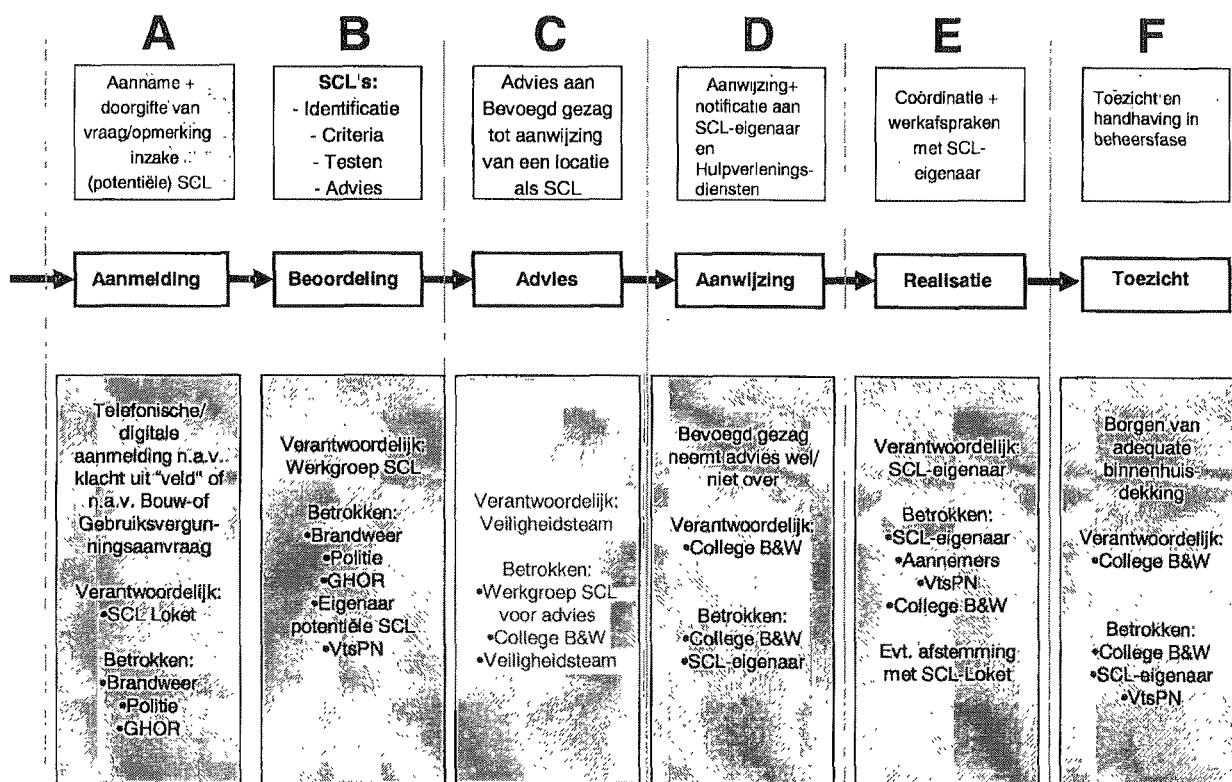 A
B
C
D
E
F
Aanname +
doorgifte van
vraag/opmerking
inzake
(potentiële) SCL
SCL's:
- Identificatie
- Criteria
- Testen
- Advies
Advies aan
Bevoegd gezag
tot aanwijzing
van een locatie
als SCL
Aanwijzing+
notificatie aan
SCL-eigenaar
en
Hulpverlenings-
diensten
Coördinatie +
werkafspraken
met SCL-
eigenaar
Toezicht en
handhaving in
beheersfase
Aanmelding
Beoordeling
Advies
Aanwijzing
Realisatie
Toezicht
Telefonische/
digitale
aanmelding n.a.v.
klacht uit "veld" of
n.a.v. Bouw-of
Gebruiksvergun-
ningsaanvraag
Verantwoordelijk:
•SCL Loket
Betrokken:
•Brandweer
•Politie
•GHOR
Verantwoordelijk:
Werkgroep SCL
Betrokken:
•Brandweer
•Politie
•GHOR
•Eigenaar
potentiële SCL
•VtsPN
Verantwoordelijk:
Veiligheidsteam
Betrokken:
•Werkgroep SCL
voor advies
•College B&W
•Veiligheidsteam
Bevoegd gezag
neemt advies wel/
niet over
Verantwoordelijk:
•College B&W
Betrokken:
•College B&W
•SCL-eigenaar
Verantwoordelijk:
SCL-eigenaar
Betrokken:
•SCL-eigenaar
•Aannemers
•VtsPN
•College B&W
Evt. afstemming
met SCL-Loket
Borgen van
adequate
binnenhuis-
dekking
Verantwoordelijk:
•College B&W
Betrokken:
•College B&W
•SCL-eigenaar
•VtsPN